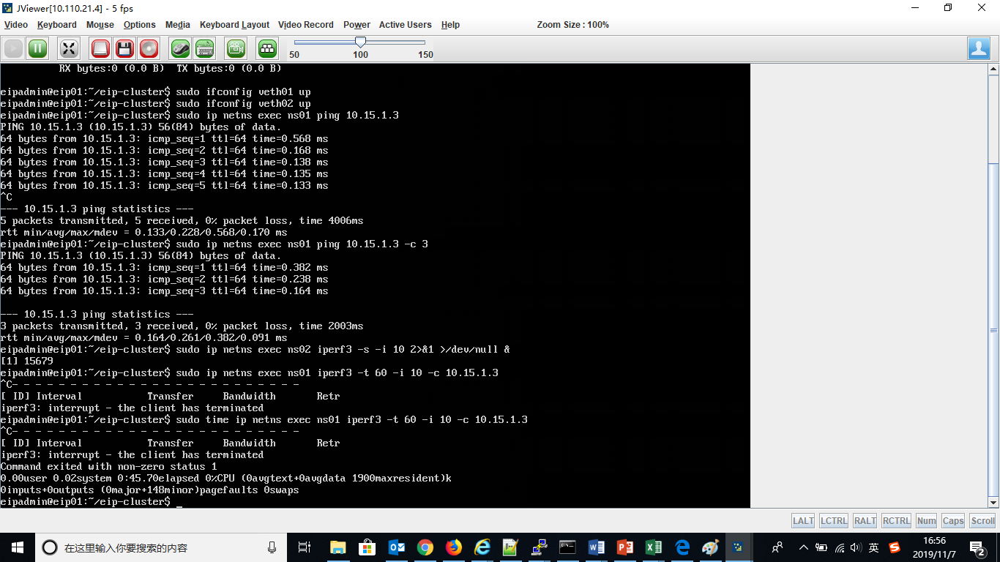 JViewer[10.110.21.4] - 5 fps
Video Keyboard Mouse Options Media Keyboard Layout Video Record Power Active Users Help Zoom Size : 100%
50 100 150
RX bytes:0 (0.0 B)  TX bytes:0 (0.0 B)
eipadmin@eip01:~/eip-cluster$ sudo ifconfig veth01 up
eipadmin@eip01:~/eip-cluster$ sudo ifconfig veth02 up
eipadmin@eip01:~/eip-cluster$ sudo ip netns exec ns01 ping 10.15.1.3
PING 10.15.1.3 (10.15.1.3) 56(84) bytes of data.
64 bytes from 10.15.1.3: icmp_seq=1 ttl=64 time=0.568 ms
64 bytes from 10.15.1.3: icmp_seq=2 ttl=64 time=0.168 ms
64 bytes from 10.15.1.3: icmp_seq=3 ttl=64 time=0.138 ms
64 bytes from 10.15.1.3: icmp_seq=4 ttl=64 time=0.135 ms
64 bytes from 10.15.1.3: icmp_seq=5 ttl=64 time=0.133 ms
^C
--- 10.15.1.3 ping statistics ---
5 packets transmitted, 5 received, 0% packet loss, time 4006ms
rtt min/avg/max/mdev = 0.133/0.228/0.568/0.170 ms
eipadmin@eip01:~/eip-cluster$ sudo ip netns exec ns01 ping 10.15.1.3 -c 3
PING 10.15.1.3 (10.15.1.3) 56(84) bytes of data.
64 bytes from 10.15.1.3: icmp_seq=1 ttl=64 time=0.382 ms
64 bytes from 10.15.1.3: icmp_seq=2 ttl=64 time=0.238 ms
64 bytes from 10.15.1.3: icmp_seq=3 ttl=64 time=0.164 ms
--- 10.15.1.3 ping statistics ---
3 packets transmitted, 3 received, 0% packet loss, time 2003ms
rtt min/avg/max/mdev = 0.164/0.261/0.382/0.091 ms
eipadmin@eip01:~/eip-cluster$ sudo ip netns exec ns02 iperf3 -s -i 10 2>&1 >/dev/null &
[1] 15679
eipadmin@eip01:~/eip-cluster$ sudo ip netns exec ns01 iperf3 -t 60 -i 10 -c 10.15.1.3
^C- - - - - - - - - - - - - - - - - - - - - - - - -
[ ID] Interval           Transfer     Bandwidth       Retr
iperf3: interrupt - the client has terminated
eipadmin@eip01:~/eip-cluster$ sudo time ip netns exec ns01 iperf3 -t 60 -i 10 -c 10.15.1.3
^C- - - - - - - - - - - - - - - - - - - - - - - - -
[ ID] Interval           Transfer     Bandwidth       Retr
iperf3: interrupt - the client has terminated
Command exited with non-zero status 1
0.00user 0.02system 0:45.70elapsed 0%CPU (0avgtext+0avgdata 1900maxresident)k
0inputs+0outputs (0major+148minor)pagefaults 0swaps
eipadmin@eip01:~/eip-cluster$ _
LALT LCTRL RALT RCTRL Num Caps Scroll
在这里输入你要搜索的内容
英
16:56
2019/11/7
2